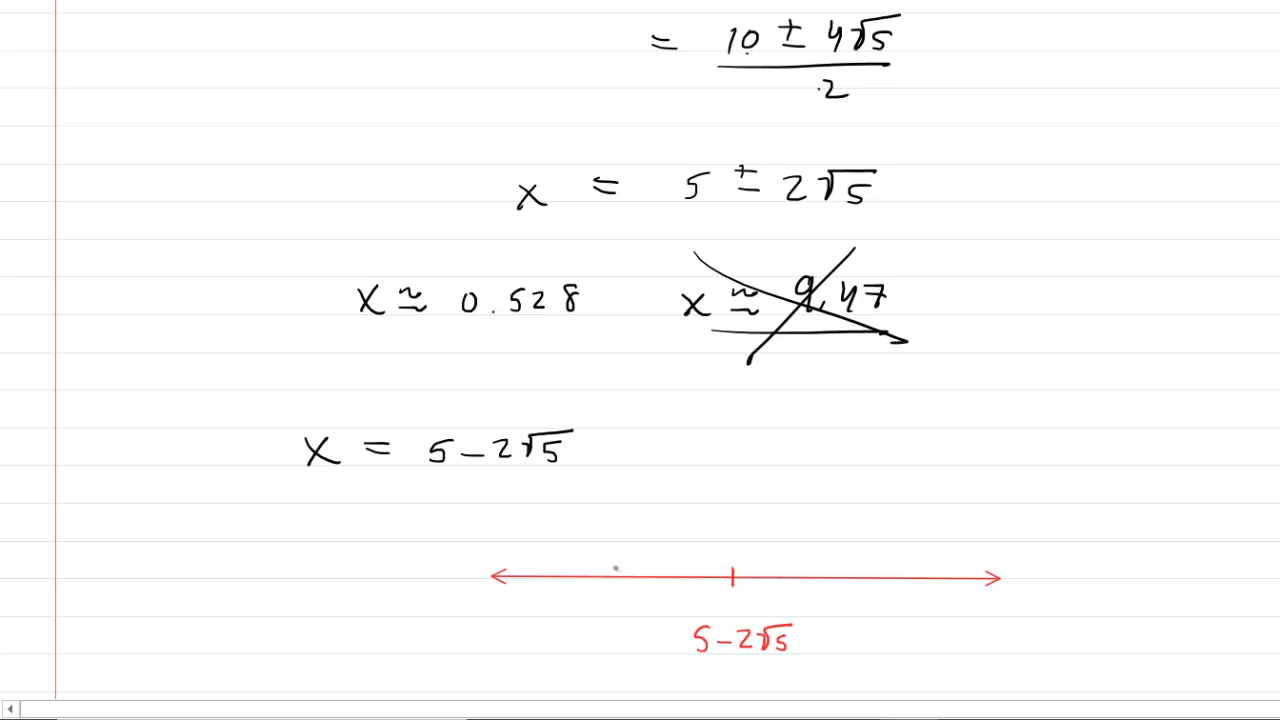 = 10 ± 4√5
2
x = 5 ± 2√5
x ≈ 0.528 x ≈ 9.47
x = 5 - 2√5
5 - 2√5